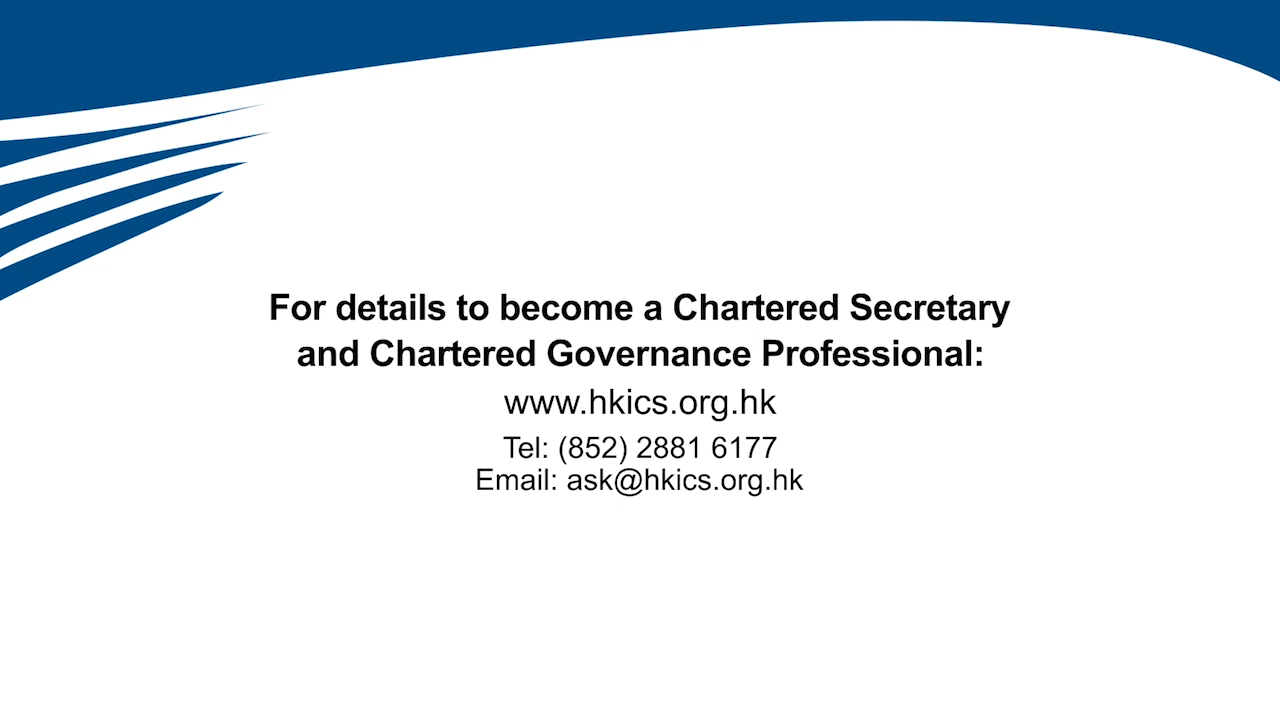 For details to become a Chartered Secretary
and Chartered Governance Professional:
www.hkics.org.hk
Tel: (852) 2881 6177
Email: ask@hkics.org.hk